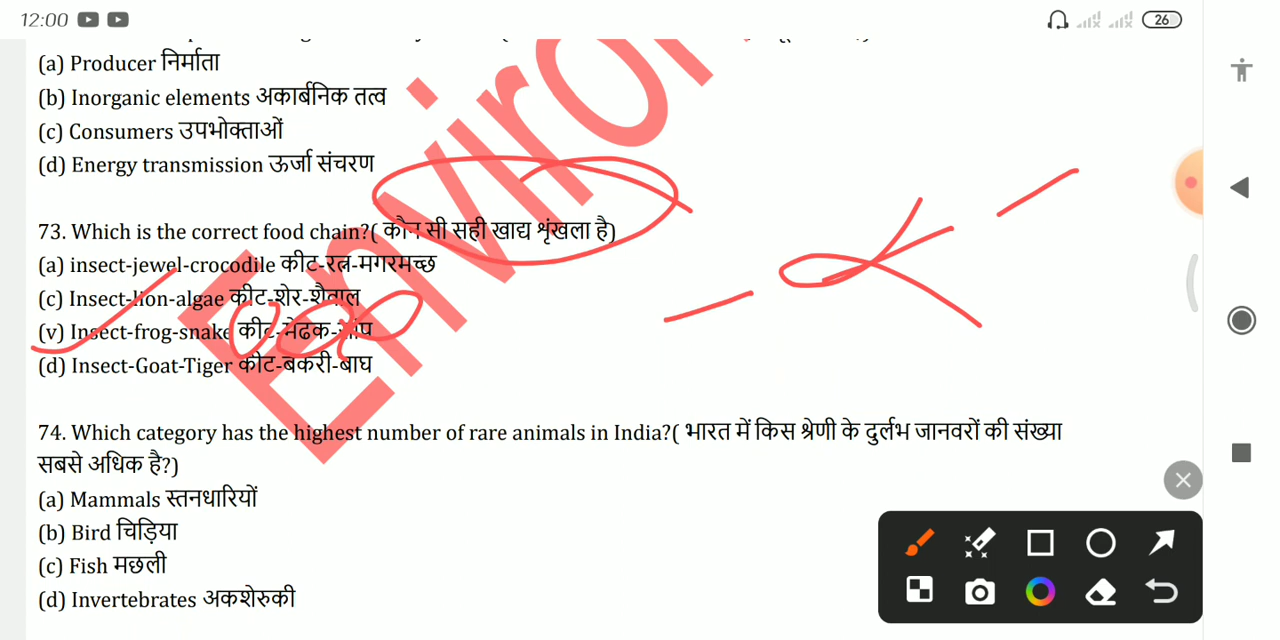 12:00
26
(a) Producer निर्माता
(b) Inorganic elements अकार्बनिक तत्व
(c) Consumers उपभोक्ताओं
(d) Energy transmission ऊर्जा संचरण
73. Which is the correct food chain?( कौन सी सही खाद्य शृंखला है)
(a) insect-jewel-crocodile कीट-रत्न-मगरमच्छ
(c) Insect-lion-algae कीट-शेर-शैवाल
(v) Insect-frog-snake कीट-मेढक-सांप
(d) Insect-Goat-Tiger कीट-बकरी-बाघ
74. Which category has the highest number of rare animals in India?( भारत में किस श्रेणी के दुर्लभ जानवरों की संख्या
सबसे अधिक है?)
(a) Mammals स्तनधारियों
(b) Bird चिड़िया
(c) Fish मछली
(d) Invertebrates अकशेरुकी